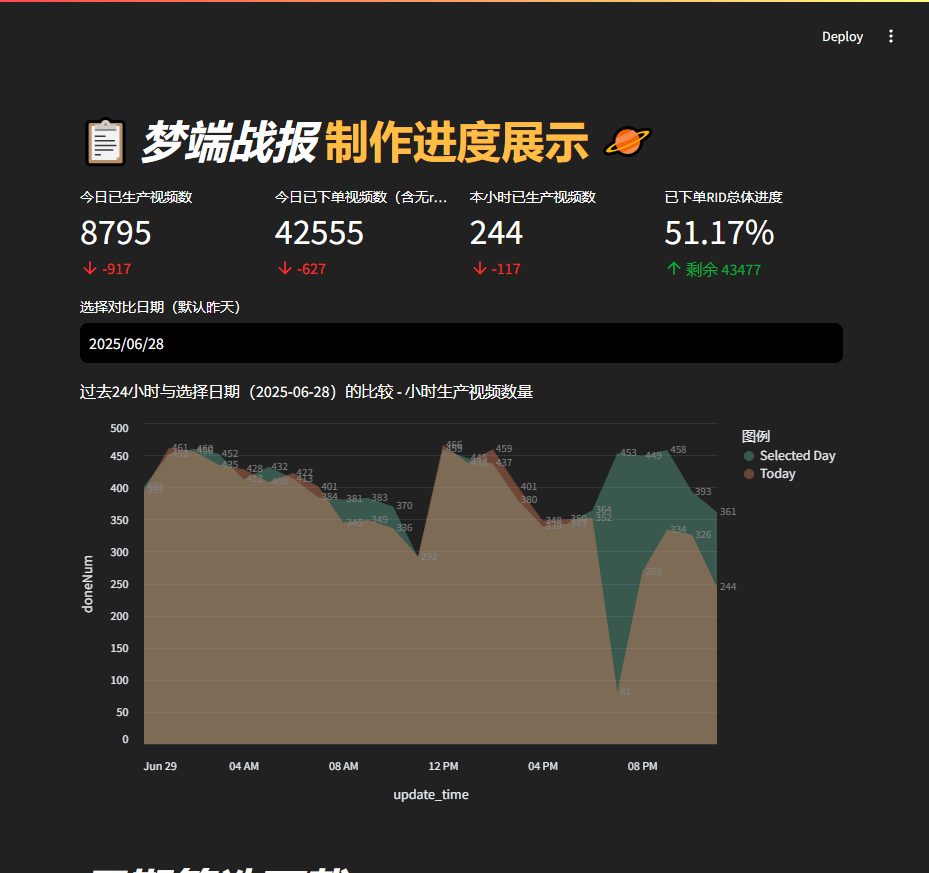 Deploy
梦端战报 制作进度展示
今日已生产视频数
8795
-917
今日已下单视频数（含无r...
42555
-627
本小时已生产视频数
244
-117
已下单RID总体进度
51.17%
剩余 43477
选择对比日期（默认昨天）
2025/06/28
过去24小时与选择日期（2025-06-28）的比较 - 小时生产视频数量
图例
Selected Day
Today
500
450
400
350
300
250
200
150
100
50
0
doneNum
461
452
435
428
432
422
413
401
384
381
383
370
349
336
292
466
459
437
401
380
348
364
352
453
449
458
393
361
334
326
268
244
81
Jun 29
04 AM
08 AM
12 PM
04 PM
08 PM
update_time